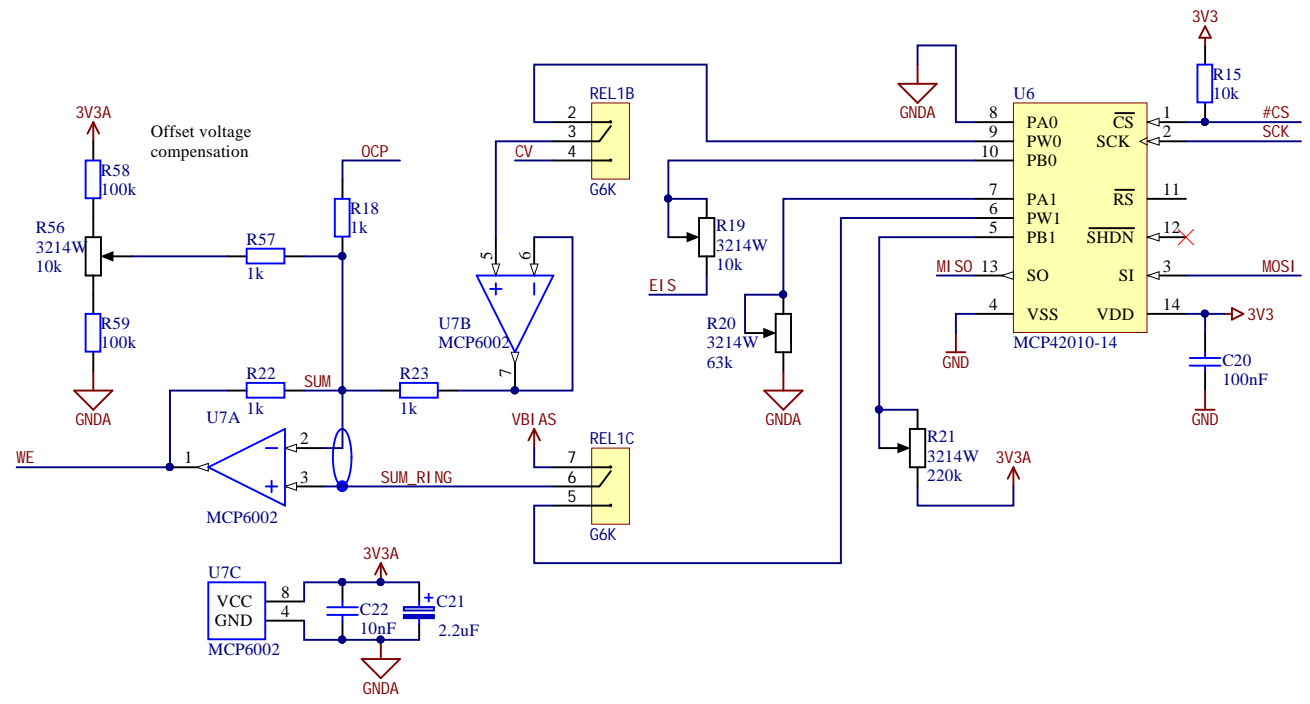 3V3
REL1B
U6
R15
10k
GNDA
3V3A
Offset voltage
compensation
2
3
4
CV
G6K
8
9
10
7
6
5
13
4
PA0
PW0
PB0
PA1
PW1
PB1
SO
VSS
CS
SCK
RS
SHDN
SI
VDD
1
2
11
12
3
14
#CS
SCK
MOSI
MISO
3V3
MCP42010-14
GND
C20
100nF
GND
OCP
R58
100k
R18
1k
R56
3214W
10k
R57
1k
R19
3214W
10k
EIS
5
6
+
−
U7B
MCP6002
7
R20
3214W
63k
GNDA
R59
100k
GNDA
R22
1k
SUM
R23
1k
U7A
VBIAS
REL1C
R21
3214W
220k
3V3A
WE
1
−
2
+
3
SUM_RING
7
6
5
G6K
MCP6002
3V3A
U7C
VCC
GND
8
4
MCP6002
C22
10nF
+
C21
2.2uF
GNDA